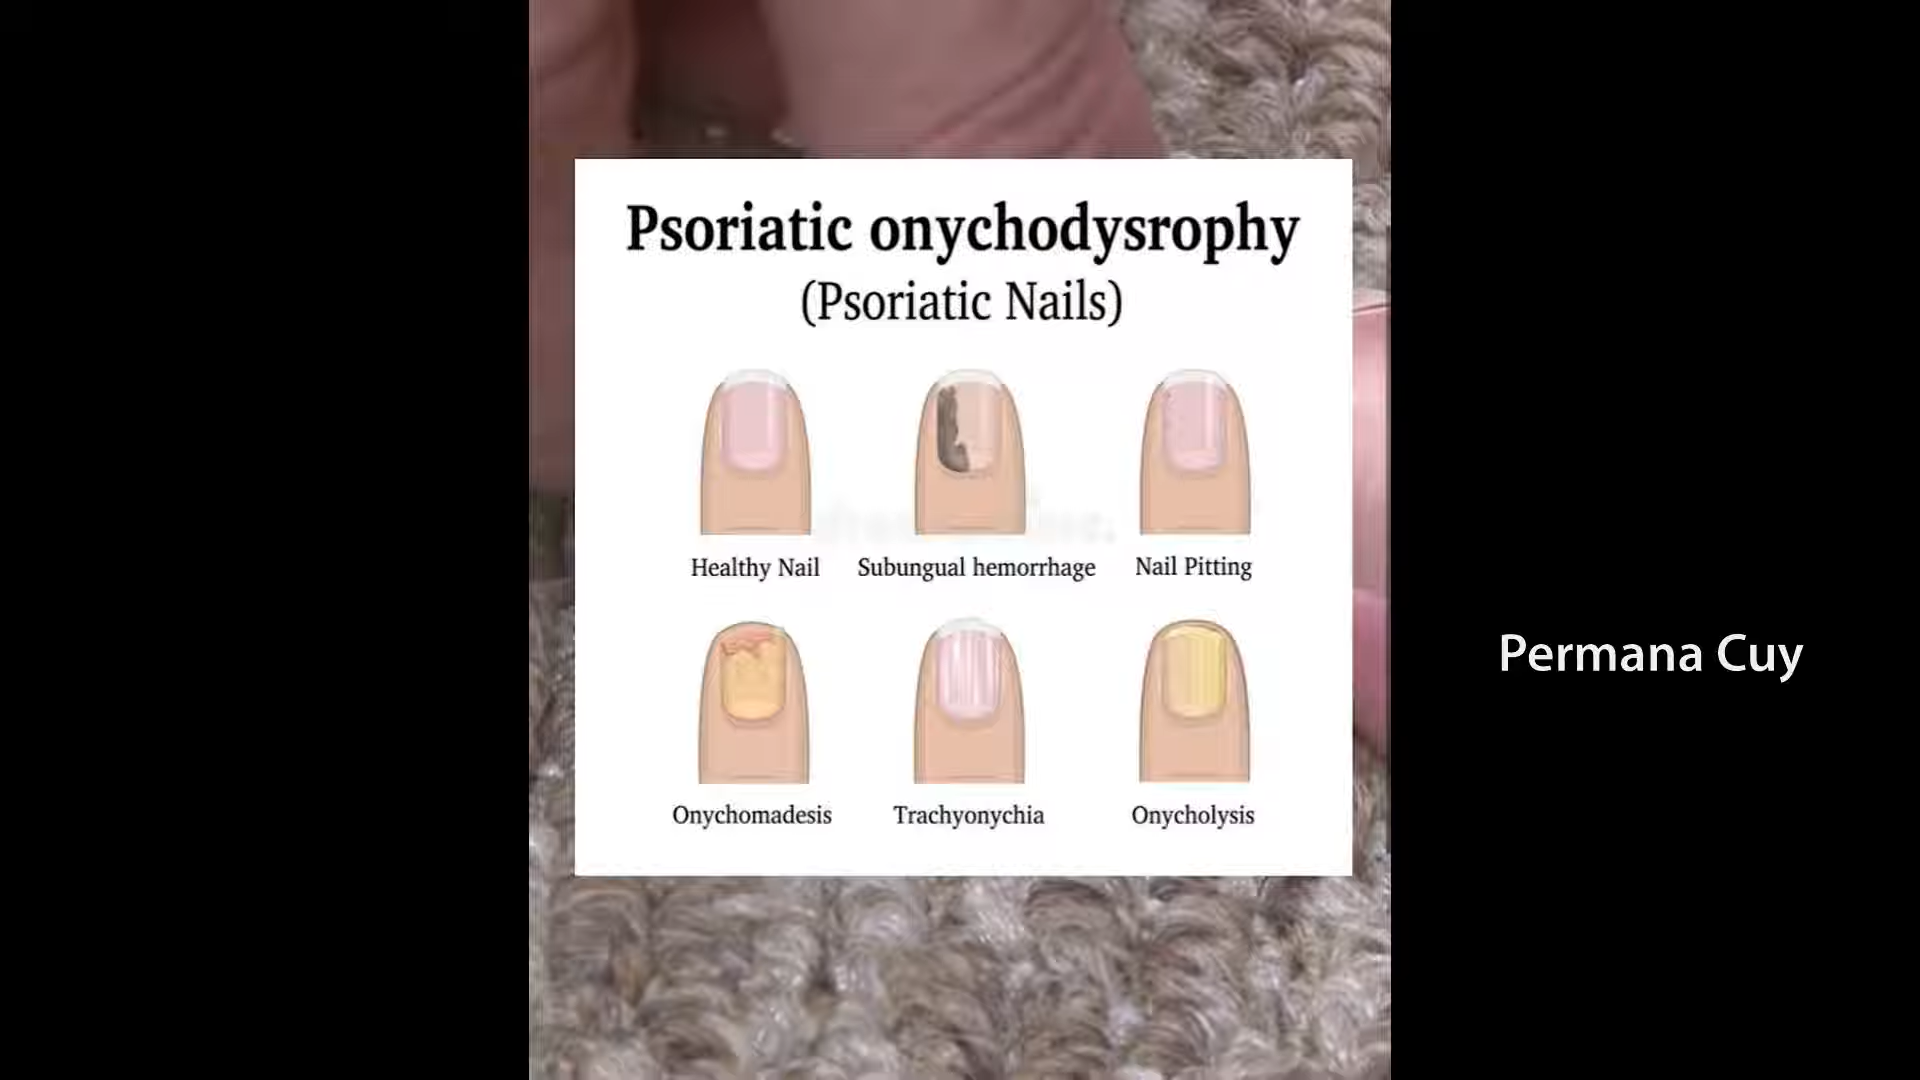 Psoriatic onychodysrophy
(Psoriatic Nails)
Healthy Nail
Subungual hemorrhage
Nail Pitting
Onychomadesis
Trachyonychia
Onycholysis
Permana Cuy